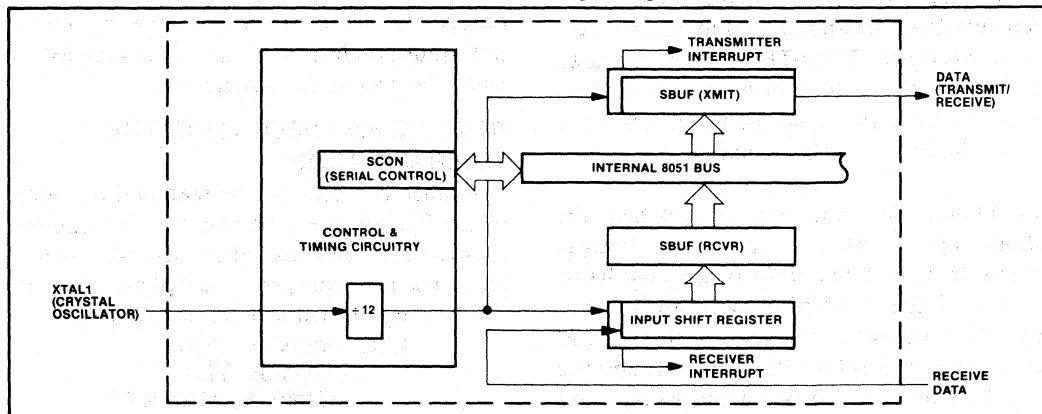 TRANSMITTER
INTERRUPT
SBUF (XMIT)
DATA
(TRANSMIT/
RECEIVE)
SCON
(SERIAL CONTROL)
INTERNAL 8051 BUS
CONTROL &
TIMING CIRCUITRY
SBUF (RCVR)
XTAL1
(CRYSTAL
OSCILLATOR)
÷ 12
INPUT SHIFT REGISTER
RECEIVER
INTERRUPT
RECEIVE
DATA